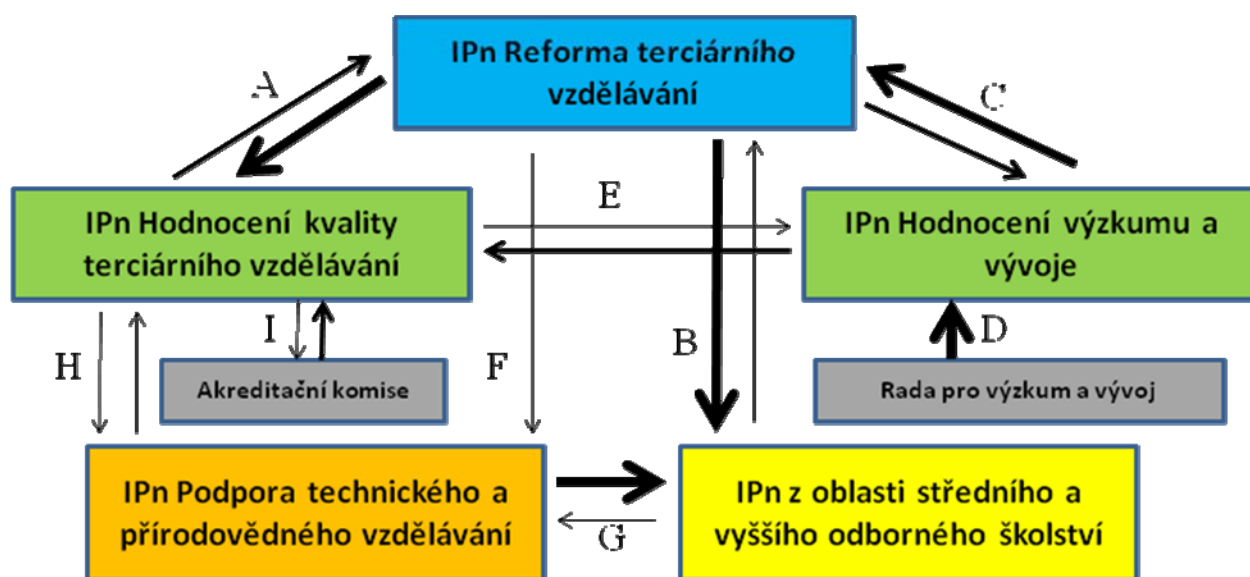 IPn Reforma terciárního
vzdělávání
A
C
IPn Hodnocení kvality
terciárního vzdělávání
E
IPn Hodnocení výzkumu a
vývoje
H
I
F
B
D
Akreditační komise
Rada pro výzkum a vývoj
IPn Podpora technického a
přírodovědného vzdělávání
G
IPn z oblasti středního a
vyššího odborného školství